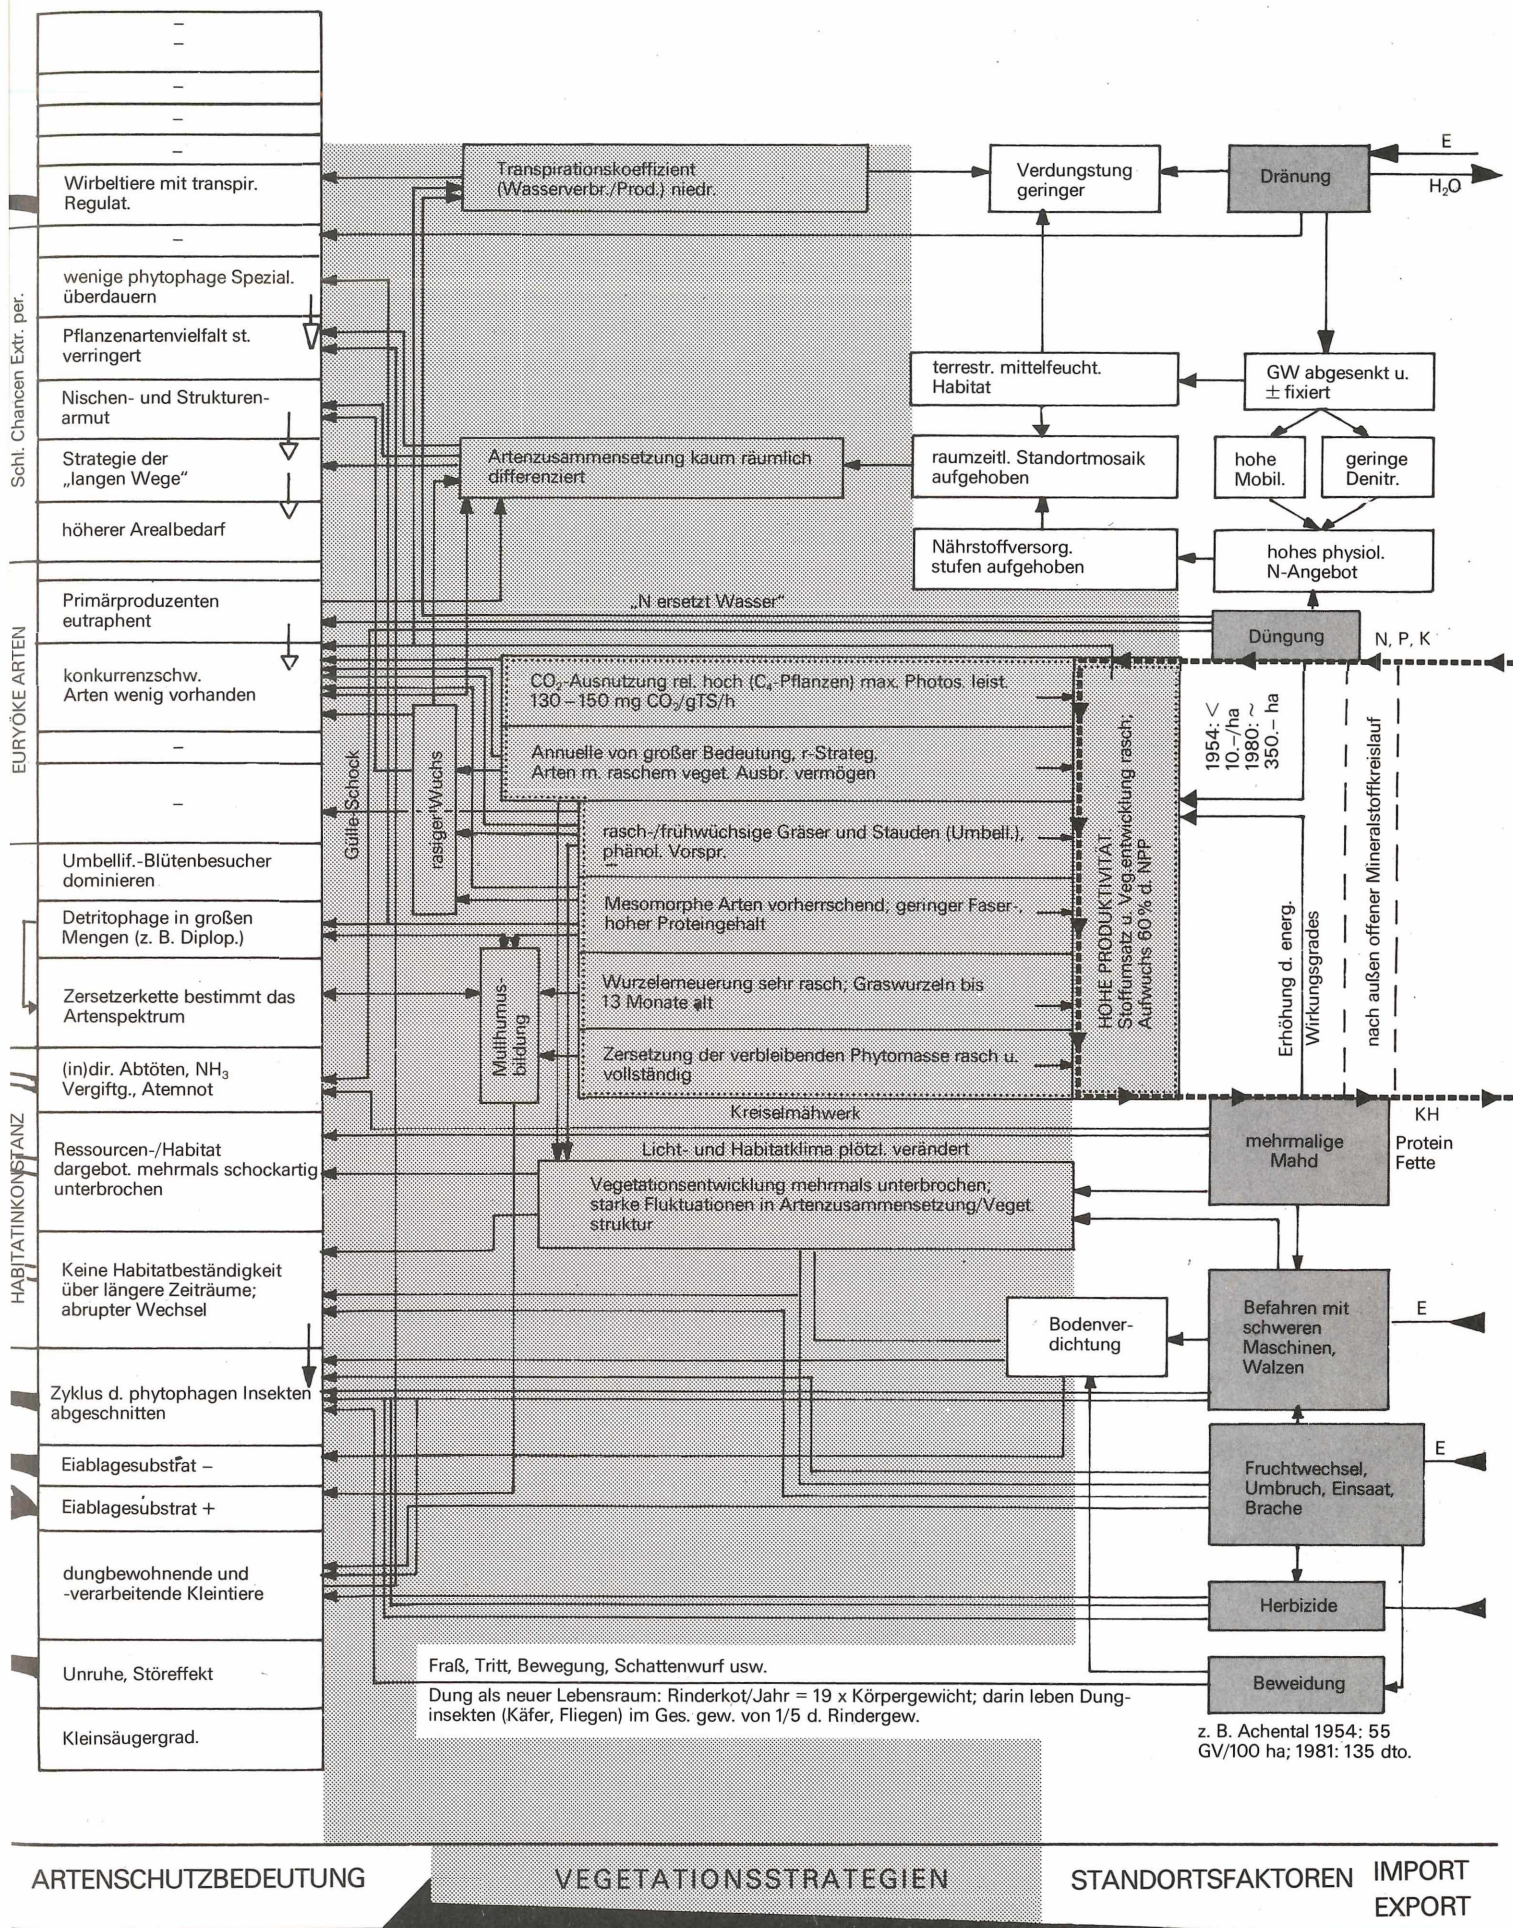 –
–
–
–
–
Wirbeltiere mit transpir.
Regulat.
–
wenige phytophage Spezial.
überdauern
Pflanzenartenvielfalt st.
verringert
Nischen- und Strukturen-
armut
Strategie der
„langen Wege“
höherer Arealbedarf
Primärproduzenten
eutraphent
konkurrenzschw.
Arten wenig vorhanden
–
–
Umbellif.-Blütenbesucher
dominieren
Detritophage in großen
Mengen (z. B. Diplop.)
Zersetzerkette bestimmt das
Artenspektrum
(in)dir. Abtöten, NH₃
Vergiftg., Atemnot
Ressourcen-/Habitat
dargebot. mehrmals schockartig
unterbrochen
Keine Habitatbeständigkeit
über längere Zeiträume;
abrupter Wechsel
Zyklus d. phytophagen Insekten
abgeschnitten
Eiablagesubstrat –
Eiablagesubstrat +
dungbewohnende und
-verarbeitende Kleintiere
Unruhe, Störeffekt
Kleinsäugergrad.
Schl. Chancen Extr. per.
EURYÖKE ARTEN
HABITATINKONSTANZ
Transpirationskoeffizient
(Wasserverbr./Prod.) niedr.
Verdungstung
geringer
Dränung
E
H₂O
terrestr. mittelfeucht.
Habitat
GW abgesenkt u.
± fixiert
Artenzusammensetzung kaum räumlich
differenziert
raumzeitl. Standortmosaik
aufgehoben
hohe
Mobil.
geringe
Denitr.
Nährstoffversorg.
stufen aufgehoben
hohes physiol.
N-Angebot
„N ersetzt Wasser“
Düngung
N, P, K
CO₂-Ausnutzung rel. hoch (C₄-Pflanzen) max. Photos. leist.
130 – 150 mg CO₂/gTS/h
Annuelle von großer Bedeutung, r-Strateg.
Arten m. raschem veget. Ausbr. vermögen
rasch-/frühwüchsige Gräser und Stauden (Umbell.),
phänol. Vorspr.
–
Mesomorphe Arten vorherrschend; geringer Faser-,
hoher Proteingehalt
Wurzelerneuerung sehr rasch; Graswurzeln bis
13 Monate alt
Zersetzung der verbleibenden Phytomasse rasch u.
vollständig
Gülle-Schock
rasiger Wuchs
Mullhumus-
bildung
HOHE PRODUKTIVITÄT.
Stoffumsatz u. Veg.entwicklung rasch;
Aufwuchs 60% d. NPP
1954: <
10.–/ha
1980: ~
350.– ha
Erhöhung d. energ.
Wirkungsgrades
nach außen offener Mineralstoffkreislauf
Kreiselmähwerk
Licht- und Habitatklima plötzl. verändert
mehrmalige
Mahd
KH
Protein
Fette
Vegetationsentwicklung mehrmals unterbrochen;
starke Fluktuationen in Artenzusammensetzung/Veget.
struktur
Bodenver-
dichtung
Befahren mit
schweren
Maschinen,
Walzen
E
Fruchtwechsel,
Umbruch, Einsaat,
Brache
E
Herbizide
Beweidung
Fraß, Tritt, Bewegung, Schattenwurf usw.
Dung als neuer Lebensraum: Rinderkot/Jahr = 19 x Körpergewicht; darin leben Dung-
insekten (Käfer, Fliegen) im Ges. gew. von 1/5 d. Rindergew.
z. B. Achental 1954: 55
GV/100 ha; 1981: 135 dto.
ARTENSCHUTZBEDEUTUNG
VEGETATIONSSTRATEGIEN
STANDORTSFAKTOREN
IMPORT
EXPORT